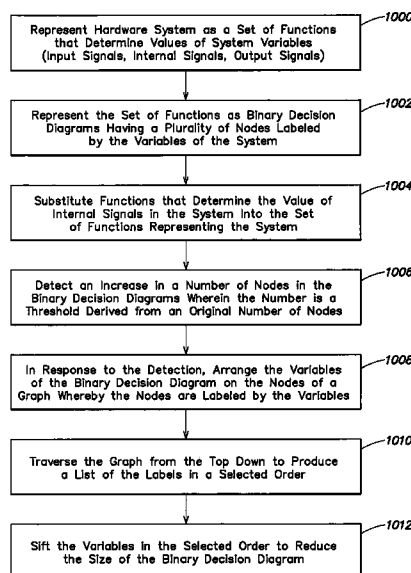 1000
Represent Hardware System as a Set of Functions
that Determine Values of System Variables
(Input Signals, Internal Signals, Output Signals)
1002
Represent the Set of Functions as Binary Decision
Diagrams Having a Plurality of Nodes Labeled
by the Variables of the System
1004
Substitute Functions that Determine the Value of
Internal Signals in the System Into the Set
of Functions Representing the System
1006
Detect an Increase in a Number of Nodes in the
Binary Decision Diagrams Wherein the Number is a
Threshold Derived from an Original Number of Nodes
1008
In Response to the Detection, Arrange the Variables
of the Binary Decision Diagram on the Nodes of a
Graph Whereby the Nodes are Labeled by the Variables
1010
Traverse the Graph from the Top Down to Produce
a List of the Labels in a Selected Order
1012
Sift the Variables in the Selected Order to Reduce
the Size of the Binary Decision Diagram